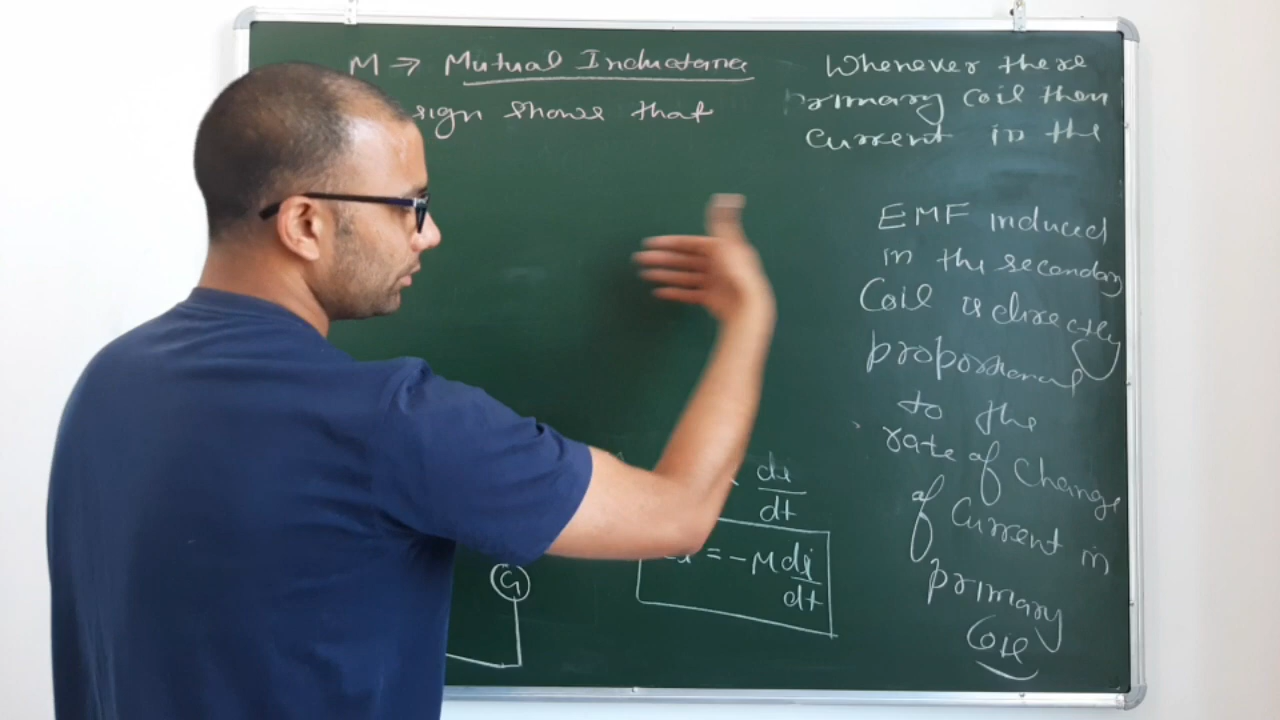 M → Mutual Inductance
sign shows that
Whenever there
primary coil then
current in the
EMF induced
in the secondary
Coil is directly
proportional
to the
rate of Change
of Current in
primary
Coil
di
dt
= -M di
dt
G